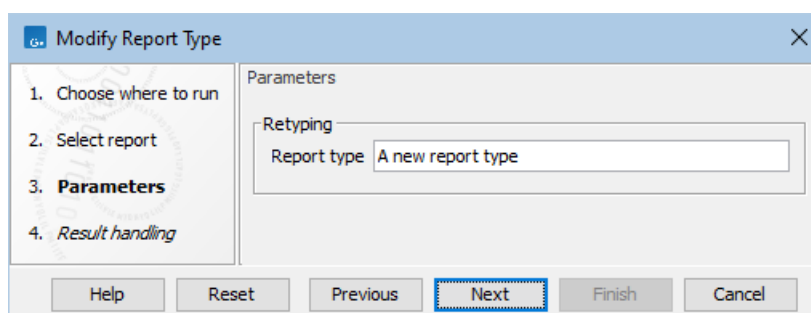 G.
Modify Report Type
1. Choose where to run
2. Select report
3. Parameters
4. Result handling
Parameters
Retyping
Report type A new report type
Help Reset Previous Next Finish Cancel